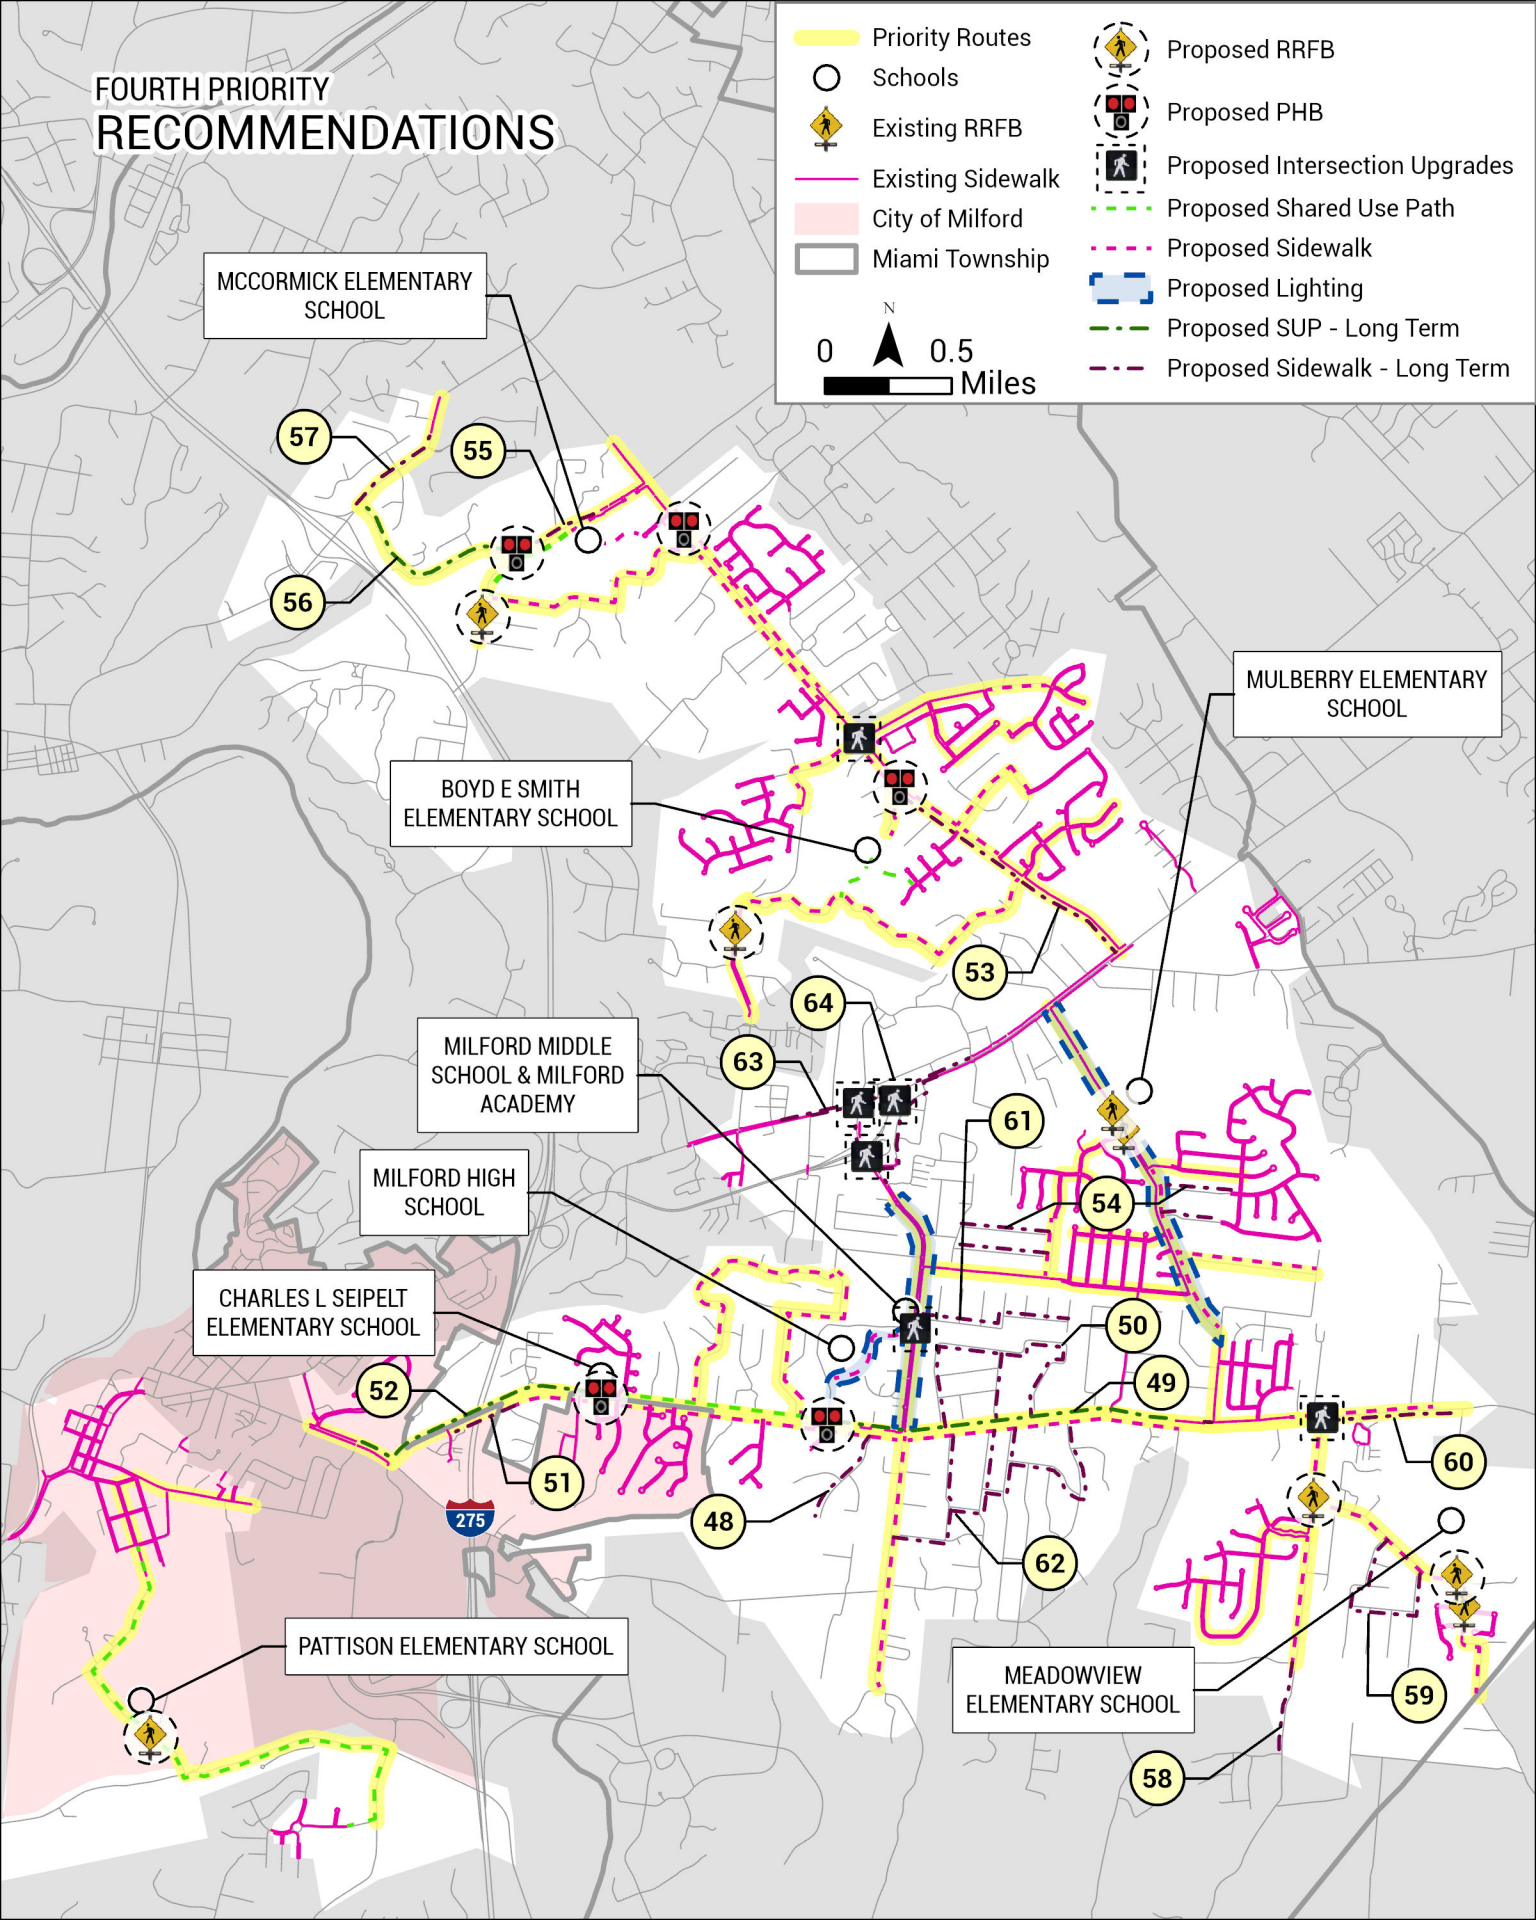 FOURTH PRIORITY
RECOMMENDATIONS
Priority Routes
Schools
Existing RRFB
Existing Sidewalk
City of Milford
Miami Township
Proposed RRFB
Proposed PHB
Proposed Intersection Upgrades
Proposed Shared Use Path
Proposed Sidewalk
Proposed Lighting
Proposed SUP - Long Term
Proposed Sidewalk - Long Term
N
0 0.5
Miles
MCCORMICK ELEMENTARY
SCHOOL
57
55
56
MULBERRY ELEMENTARY
SCHOOL
BOYD E SMITH
ELEMENTARY SCHOOL
53
64
63
MILFORD MIDDLE
SCHOOL & MILFORD
ACADEMY
61
MILFORD HIGH
SCHOOL
54
CHARLES L SEIPELT
ELEMENTARY SCHOOL
50
52
49
51
60
275
48
62
PATTISON ELEMENTARY SCHOOL
MEADOWVIEW
ELEMENTARY SCHOOL
59
58